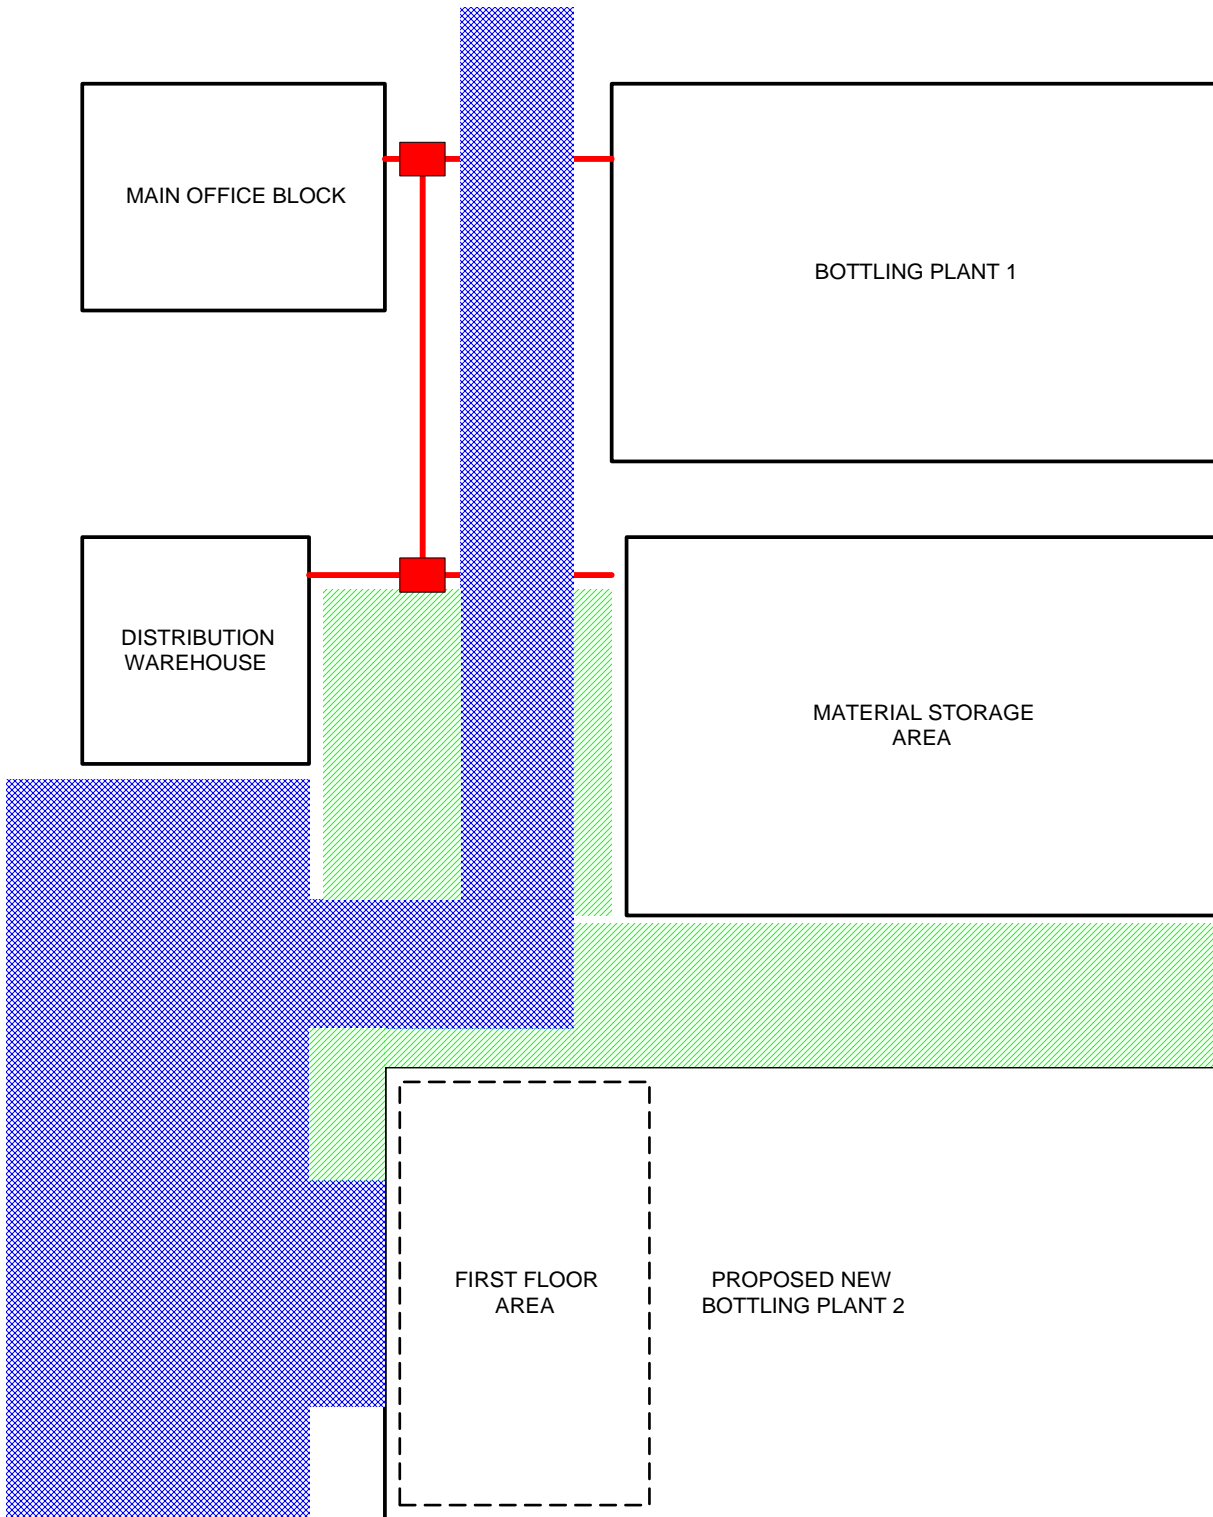 MAIN OFFICE BLOCK
BOTTLING PLANT 1
DISTRIBUTION
WAREHOUSE
MATERIAL STORAGE
AREA
FIRST FLOOR
AREA
PROPOSED NEW
BOTTLING PLANT 2